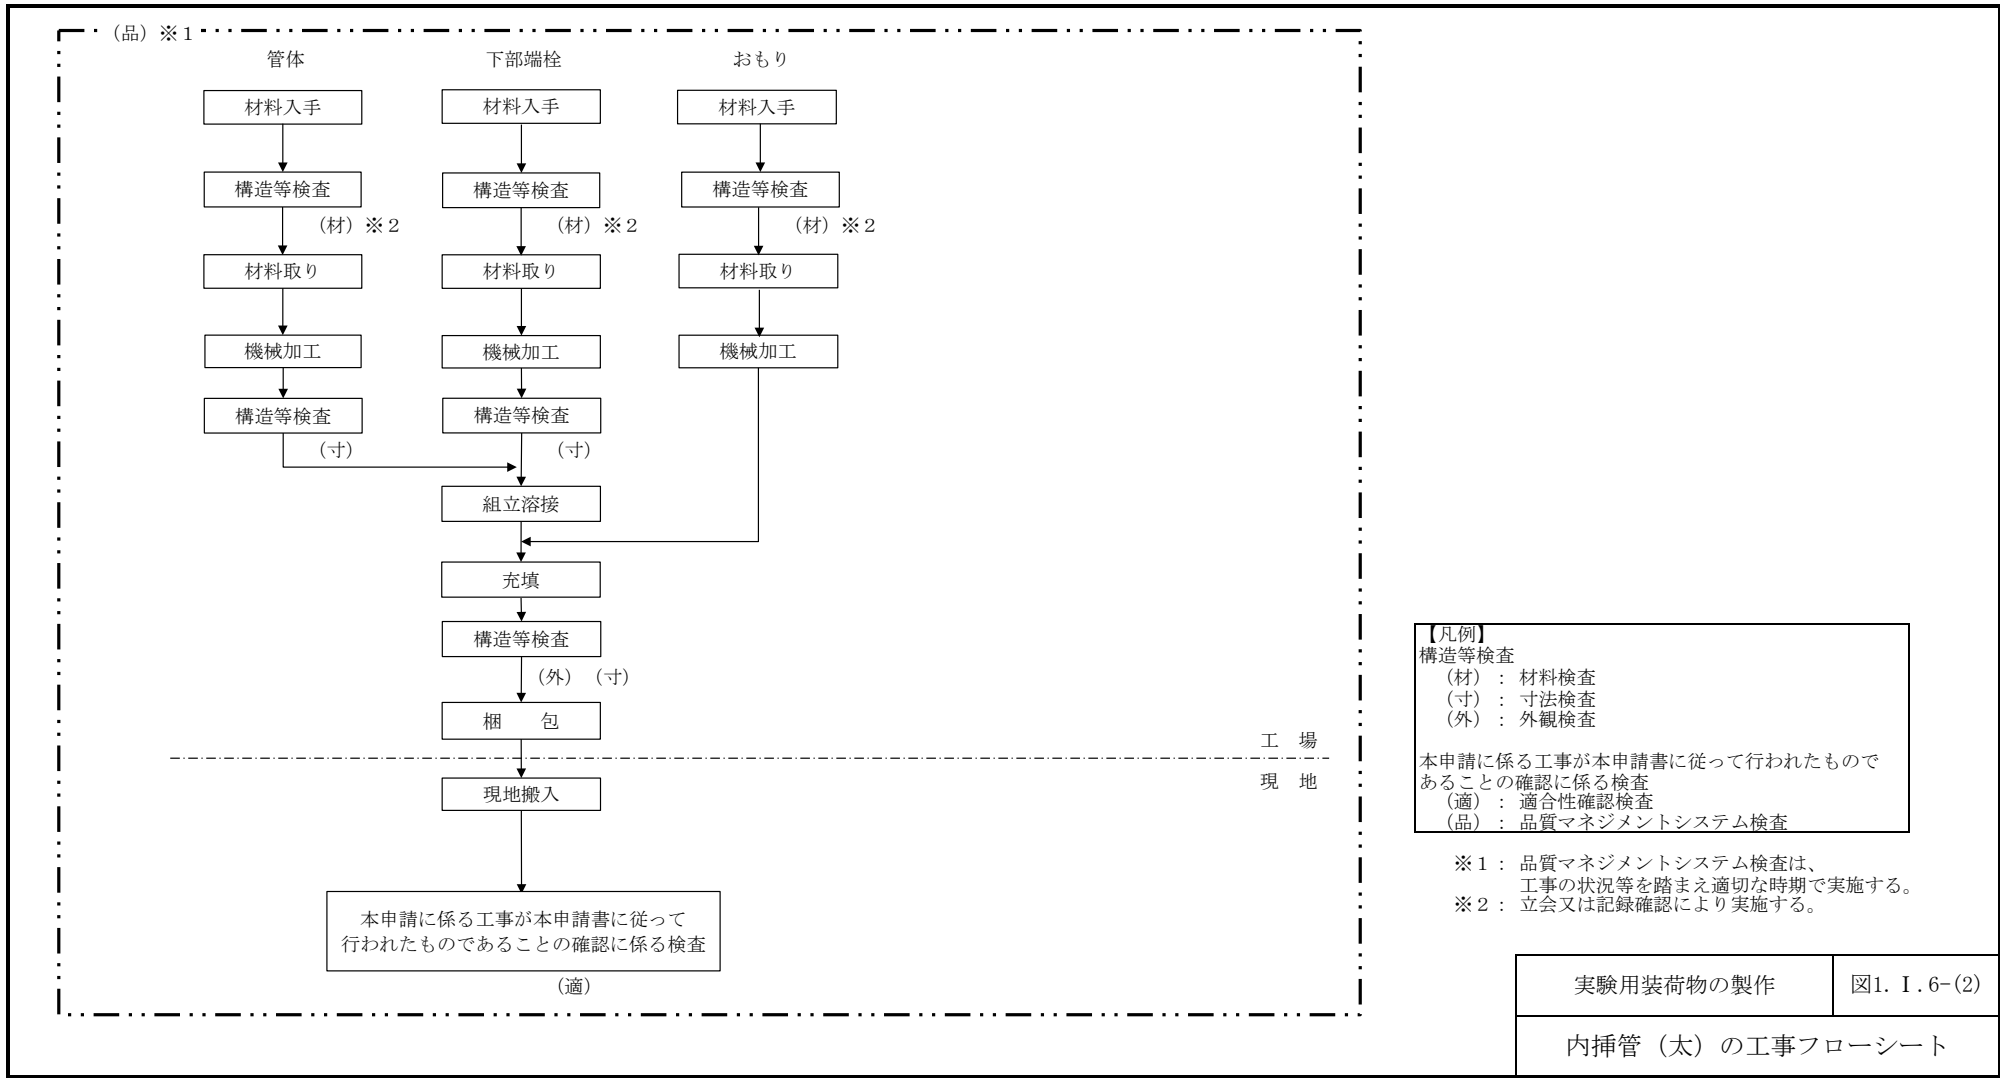 （品）※１
管体　下部端栓　おもり
材料入手　材料入手　材料入手
構造等検査　構造等検査　構造等検査
（材）※２　（材）※２　（材）※２
材料取り　材料取り　材料取り
機械加工　機械加工　機械加工
構造等検査　構造等検査
（寸）　（寸）
組立溶接
充填
構造等検査
（外）（寸）
梱　包
工　場
現　地
現地搬入
本申請に係る工事が本申請書に従って
行われたものであることの確認に係る検査
（適）
【凡例】
構造等検査
（材）：材料検査
（寸）：寸法検査
（外）：外観検査
本申請に係る工事が本申請書に従って行われたもので
あることの確認に係る検査
（適）：適合性確認検査
（品）：品質マネジメントシステム検査
※１：品質マネジメントシステム検査は、
工事の状況等を踏まえ適切な時期で実施する。
※２：立会又は記録確認により実施する。
実験用装荷物の製作　図1.Ⅰ.6-(2)
内挿管（太）の工事フローシート